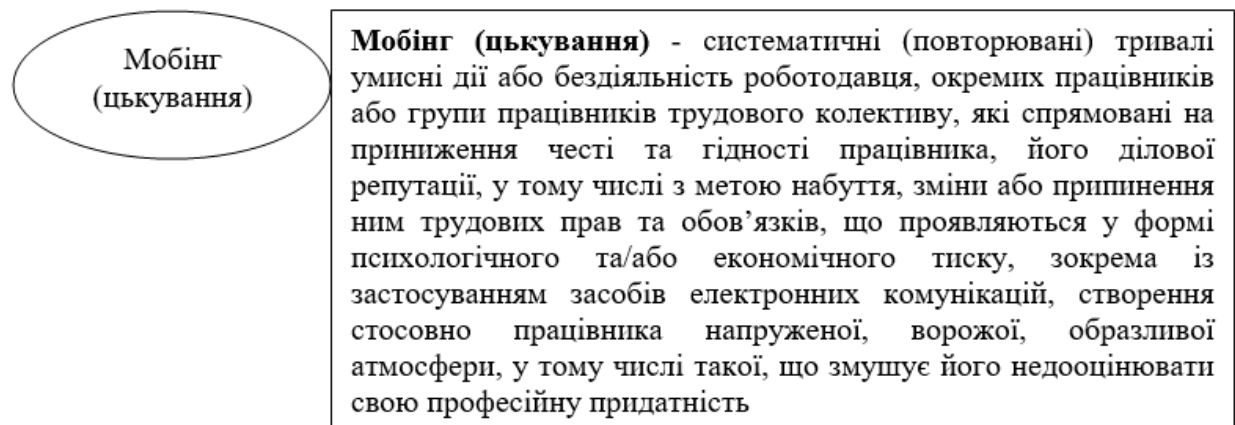 Мобінг
(цькування)
Мобінг (цькування) - систематичні (повторювані) тривалі
умисні дії або бездіяльність роботодавця, окремих працівників
або групи працівників трудового колективу, які спрямовані на
приниження честі та гідності працівника, його ділової
репутації, у тому числі з метою набуття, зміни або припинення
ним трудових прав та обов’язків, що проявляються у формі
психологічного та/або економічного тиску, зокрема із
застосуванням засобів електронних комунікацій, створення
стосовно працівника напруженої, ворожої, образливої
атмосфери, у тому числі такої, що змушує його недооцінювати
свою професійну придатність